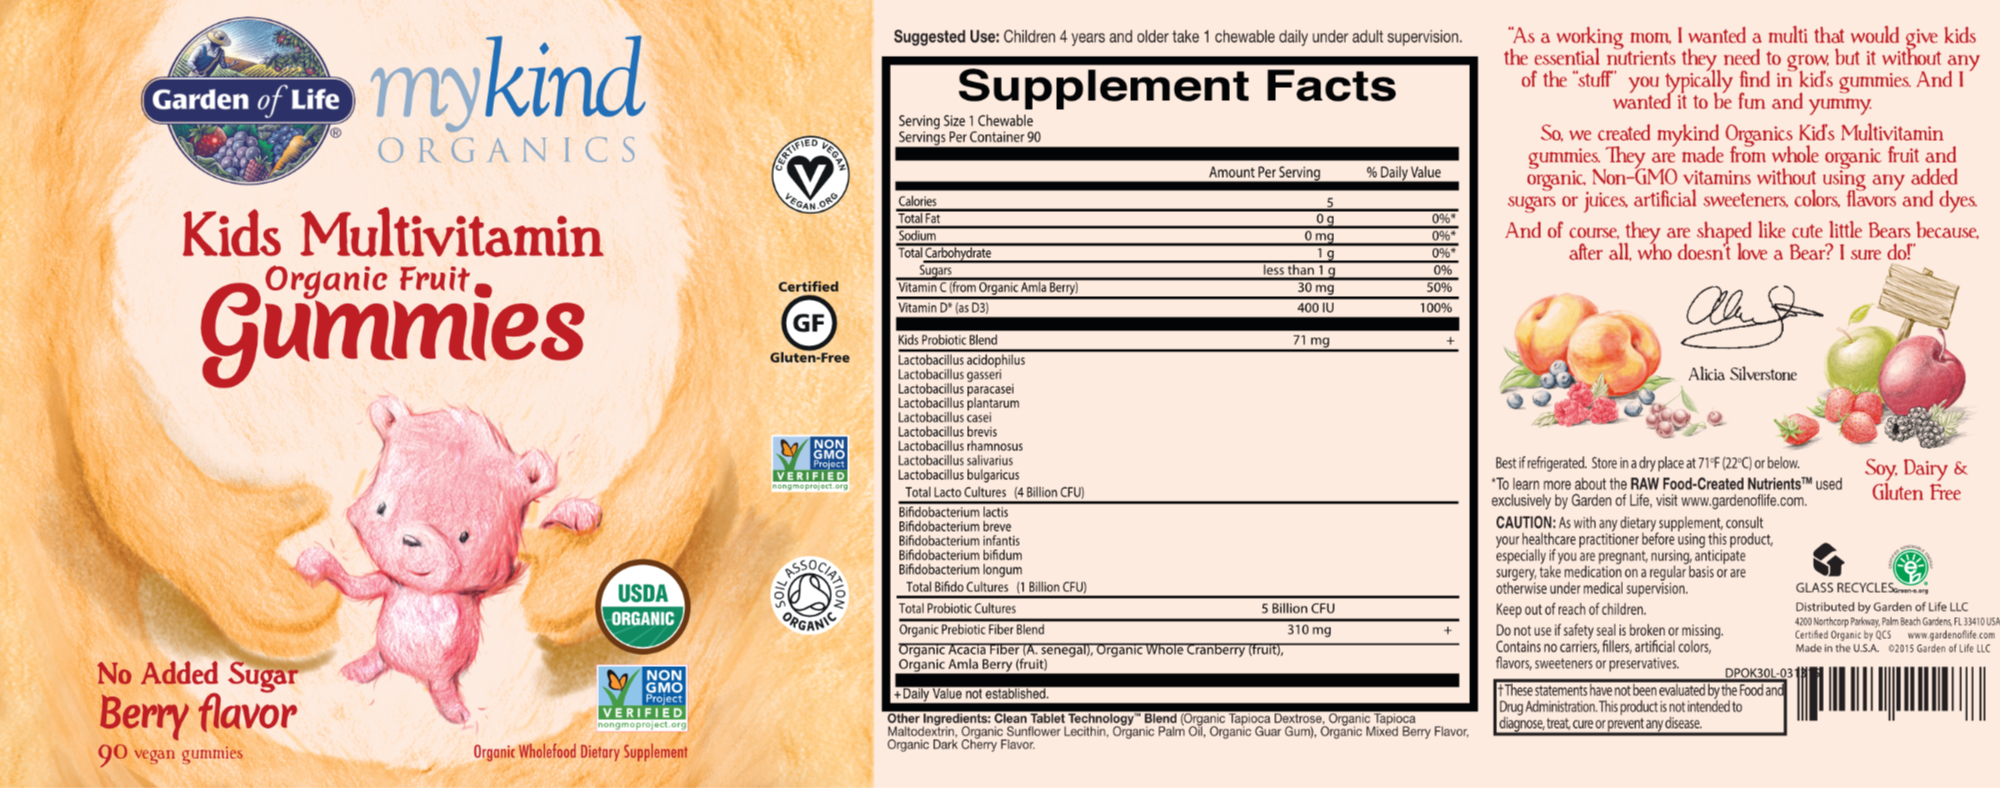 Garden of Life
®
mykind
ORGANICS
Kids Multivitamin
Organic Fruit
Gummies
No Added Sugar
Berry flavor
90 vegan gummies
CERTIFIED VEGAN
V
VEGAN.ORG
Certified
GF
Gluten-Free
NON
GMO
Project
VERIFIED
nongmoproject.org
SOIL ASSOCIATION
ORGANIC
USDA
ORGANIC
NON
GMO
Project
VERIFIED
nongmoproject.org
Organic Wholefood Dietary Supplement
Suggested Use: Children 4 years and older take 1 chewable daily under adult supervision.
Supplement Facts
Serving Size 1 Chewable
Servings Per Container 90
Amount Per Serving % Daily Value
Calories 5
Total Fat 0 g 0%*
Sodium 0 mg 0%*
Total Carbohydrate 1 g 0%*
Sugars less than 1 g 0%
Vitamin C (from Organic Amla Berry) 30 mg 50%
Vitamin D* (as D3) 400 IU 100%
Kids Probiotic Blend 71 mg +
Lactobacillus acidophilus
Lactobacillus gasseri
Lactobacillus paracasei
Lactobacillus plantarum
Lactobacillus casei
Lactobacillus brevis
Lactobacillus rhamnosus
Lactobacillus salivarius
Lactobacillus bulgaricus
Total Lacto Cultures (4 Billion CFU)
Bifidobacterium lactis
Bifidobacterium breve
Bifidobacterium infantis
Bifidobacterium bifidum
Bifidobacterium longum
Total Bifido Cultures (1 Billion CFU)
Total Probiotic Cultures 5 Billion CFU
Organic Prebiotic Fiber Blend 310 mg +
Organic Acacia Fiber (A. senegal), Organic Whole Cranberry (fruit),
Organic Amla Berry (fruit)
+Daily Value not established.
Other Ingredients: Clean Tablet Technology™ Blend (Organic Tapioca Dextrose, Organic Tapioca
Maltodextrin, Organic Sunflower Lecithin, Organic Palm Oil, Organic Guar Gum), Organic Mixed Berry Flavor,
Organic Dark Cherry Flavor.
"As a working mom, I wanted a multi that would give kids
the essential nutrients they need to grow, but it without any
of the "stuff" you typically find in kid's gummies. And I
wanted it to be fun and yummy.
So, we created mykind Organics Kid's Multivitamin
gummies. They are made from whole organic fruit and
organic, Non-GMO vitamins without using any added
sugars or juices, artificial sweeteners, colors, flavors and dyes.
And of course, they are shaped like cute little Bears because,
after all, who doesn't love a Bear? I sure do!"
Alicia Silverstone
Best if refrigerated. Store in a dry place at 71°F (22°C) or below.
*To learn more about the RAW Food-Created Nutrients™ used
exclusively by Garden of Life, visit www.gardenoflife.com.
CAUTION: As with any dietary supplement, consult
your healthcare practitioner before using this product,
especially if you are pregnant, nursing, anticipate
surgery, take medication on a regular basis or are
otherwise under medical supervision.
Keep out of reach of children.
Do not use if safety seal is broken or missing.
Contains no carriers, fillers, artificial colors,
flavors, sweeteners or preservatives.
†These statements have not been evaluated by the Food and
Drug Administration. This product is not intended to
diagnose, treat, cure or prevent any disease.
Soy, Dairy &
Gluten Free
GLASS RECYCLES
Green-e.org
Distributed by Garden of Life LLC
4200 Northcorp Parkway, Palm Beach Gardens, FL 33410 USA
Certified Organic by QCS www.gardenoflife.com
Made in the U.S.A. ©2015 Garden of Life LLC